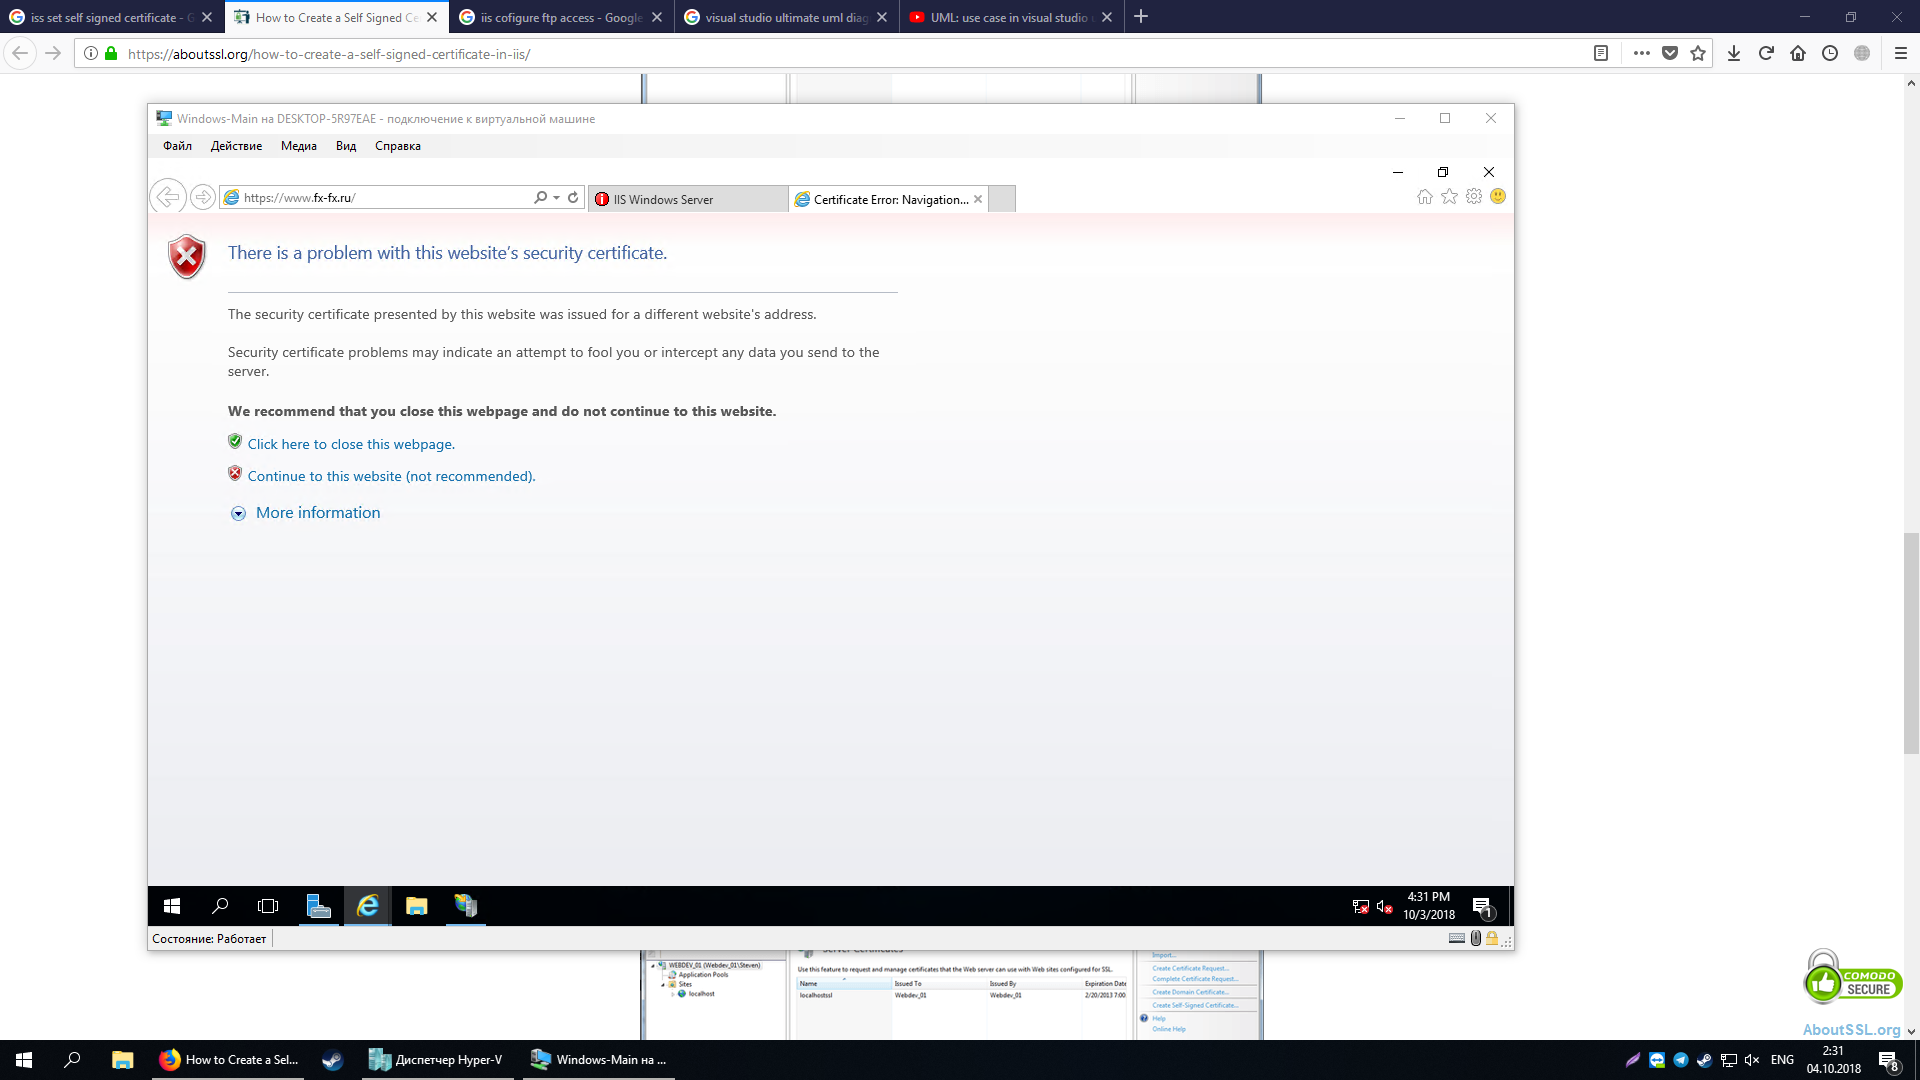 iss set self signed certificate - G
How to Create a Self Signed Ce
iis cofigure ftp access - Google
visual studio ultimate uml diag
UML: use case in visual studio u
https://aboutssl.org/how-to-create-a-self-signed-certificate-in-iis/
Windows-Main на DESKTOP-5R97EAE - подключение к виртуальной машине
Файл Действие Медиа Вид Справка
https://www.fx-fx.ru/
IIS Windows Server
Certificate Error: Navigation...
There is a problem with this website's security certificate.
The security certificate presented by this website was issued for a different website's address.
Security certificate problems may indicate an attempt to fool you or intercept any data you send to the
server.
We recommend that you close this webpage and do not continue to this website.
Click here to close this webpage.
Continue to this website (not recommended).
More information
4:31 PM
10/3/2018
1
Состояние: Работает
Server Certificates
WEBDEV_01 (Webdev_01\Steven)
Application Pools
Sites
localhost
Use this feature to request and manage certificates that the Web server can use with Web sites configured for SSL.
Name Issued To Issued By Expiration Date
localhostssl Webdev_01 Webdev_01 2/20/2013 7:00
Import...
Create Certificate Request...
Complete Certificate Request...
Create Domain Certificate...
Create Self-Signed Certificate...
Help
Online Help
COMODO
SECURE
AboutSSL.org
How to Create a Sel...
Диспетчер Hyper-V
Windows-Main на ...
ENG
2:31
04.10.2018
8